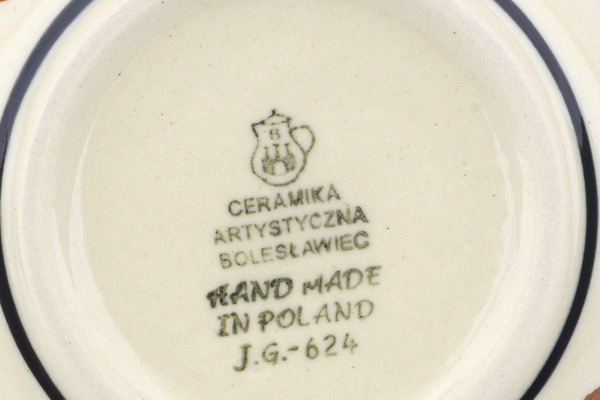 B
CERAMIKA
ARTYSTYCZNA
BOLESŁAWIEC
HAND MADE
IN POLAND
J.G.-624